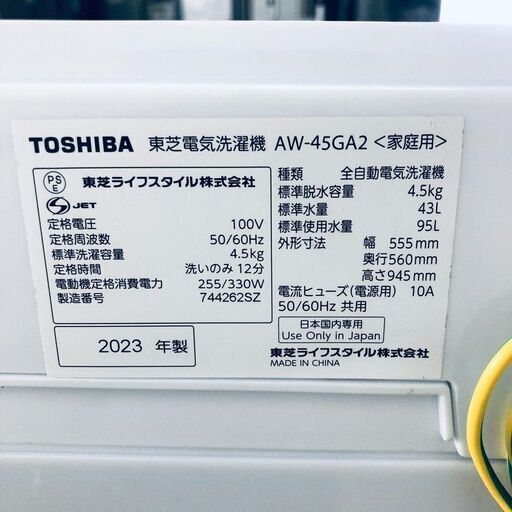 TOSHIBA 東芝電気洗濯機 AW-45GA2 <家庭用>
PS
E
東芝ライフスタイル株式会社
S JET
定格電圧 100V
定格周波数 50/60Hz
標準洗濯容量 4.5kg
定格時間 洗いのみ 12分
電動機定格消費電力 255/330W
製造番号 744262SZ
2023 年製
種類 全自動電気洗濯機
標準脱水容量 4.5kg
標準水量 43L
標準使用水量 95L
外形寸法 幅 555mm
奥行560mm
高さ945mm
電流ヒューズ(電源用) 10A
50/60Hz 共用
日本国内専用
Use Only in Japan
東芝ライフスタイル株式会社
MADE IN CHINA